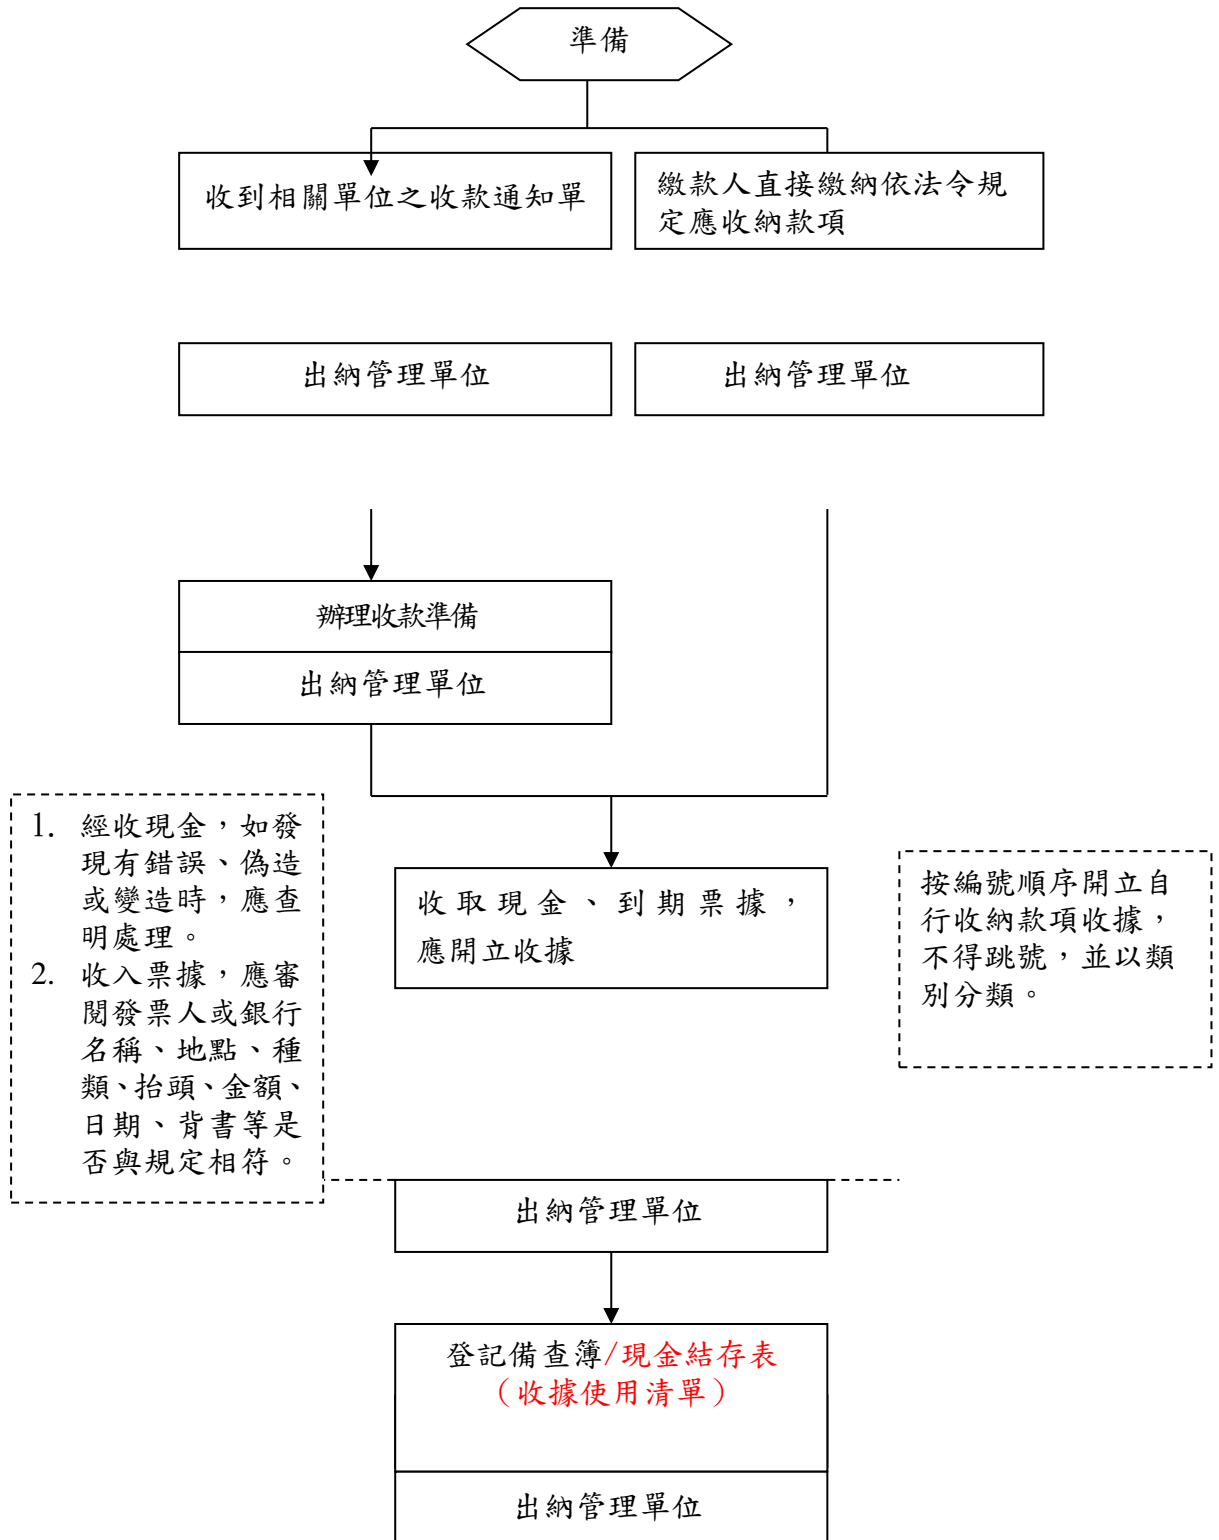 準備
收到相關單位之收款通知單
繳款人直接繳納依法令規
定應收納款項
出納管理單位
出納管理單位
辦理收款準備
出納管理單位
1. 經收現金，如發
現有錯誤、偽造
或變造時，應查
明處理。
2. 收入票據，應審
閱發票人或銀行
名稱、地點、種
類、抬頭、金額、
日期、背書等是
否與規定相符。
收取現金、到期票據，
應開立收據
按編號順序開立自
行收納款項收據，
不得跳號，並以類
別分類。
出納管理單位
登記備查簿/現金結存表
（收據使用清單）
出納管理單位